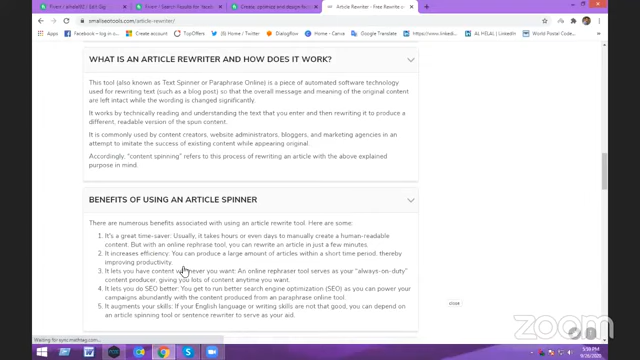 Fiverr / alhelal92 | Edit Gig
Fiverr | Search Results for 'facebo
Create, optimize and design fo
Article Rewriter - Free Rewrite o
smallseotools.com/article-rewriter/
Apps
Facebook
Create account
TopOffers
JS Home | Studio
DialogFlow
Getting Started
AL HELAL COMPU...
World Postal Code...
WHAT IS AN ARTICLE REWRITER AND HOW DOES IT WORK?
This tool (also known as Text Spinner or Paraphrase Online) is a piece of automated software technology
used for rewriting text (such as a blog post) so that the overall message and meaning of the original content
are left intact while the wording is changed significantly.
It works by technically reading and understanding the text that you enter and then rewriting it to produce a
different, readable version of the spun content.
It is commonly used by content creators, website administrators, bloggers, and marketing agencies in an
attempt to imitate the success of existing content while appearing original.
Accordingly, "content spinning" refers to this process of rewriting an article with the above explained
purpose in mind.
BENEFITS OF USING AN ARTICLE SPINNER
There are numerous benefits associated with using an article rewrite tool. Here are some:
1. It's a great time-saver: Usually, it takes hours or even days to manually create a human-readable
content. But with an online rephrase tool, you can rewrite an article in just a few minutes.
2. It increases efficiency: You can produce a large amount of articles within a short time period, thereby
improving productivity.
3. It lets you have content whenever you want: An online rephraser tool serves as your "always-on-duty"
content producer, giving you lots of content anytime you want.
4. It lets you do SEO better: You get to run better search engine optimization (SEO) as you can power your
campaigns abundantly with the content produced from an paraphrase online tool.
5. It augments your skills: If your English language or writing skills are not that good, you can depend on
an article spinning tool or sentence rewriter to serve as your aid.
Waiting for sync.mathtag.com...
zoom
5:59 PM
9/26/2020